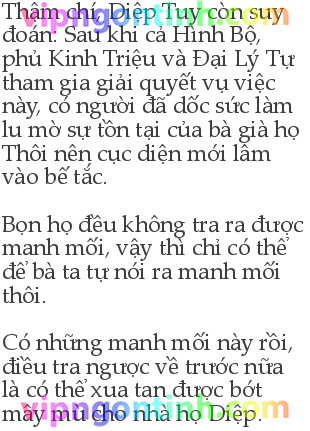 Thậm chí, Diệp Tuy còn suy
đoán: Sau khi cả Hình Bộ,
phủ Kinh Triệu và Đại Lý Tự
tham gia giải quyết vụ việc
này, có người đã dốc sức làm
lu mờ sự tồn tại của bà già họ
Thôi nên cục diện mới lâm
vào bế tắc.
Bọn họ đều không tra ra được
manh mối, vậy thì chỉ có thể
để bà ta tự nói ra manh mối
thôi.
Có những manh mối này rồi,
điều tra ngược về trước nữa
là có thể xua tan được bớt
mây mù cho nhà họ Diệp.
vipngontinh.com
vipngontinh.com